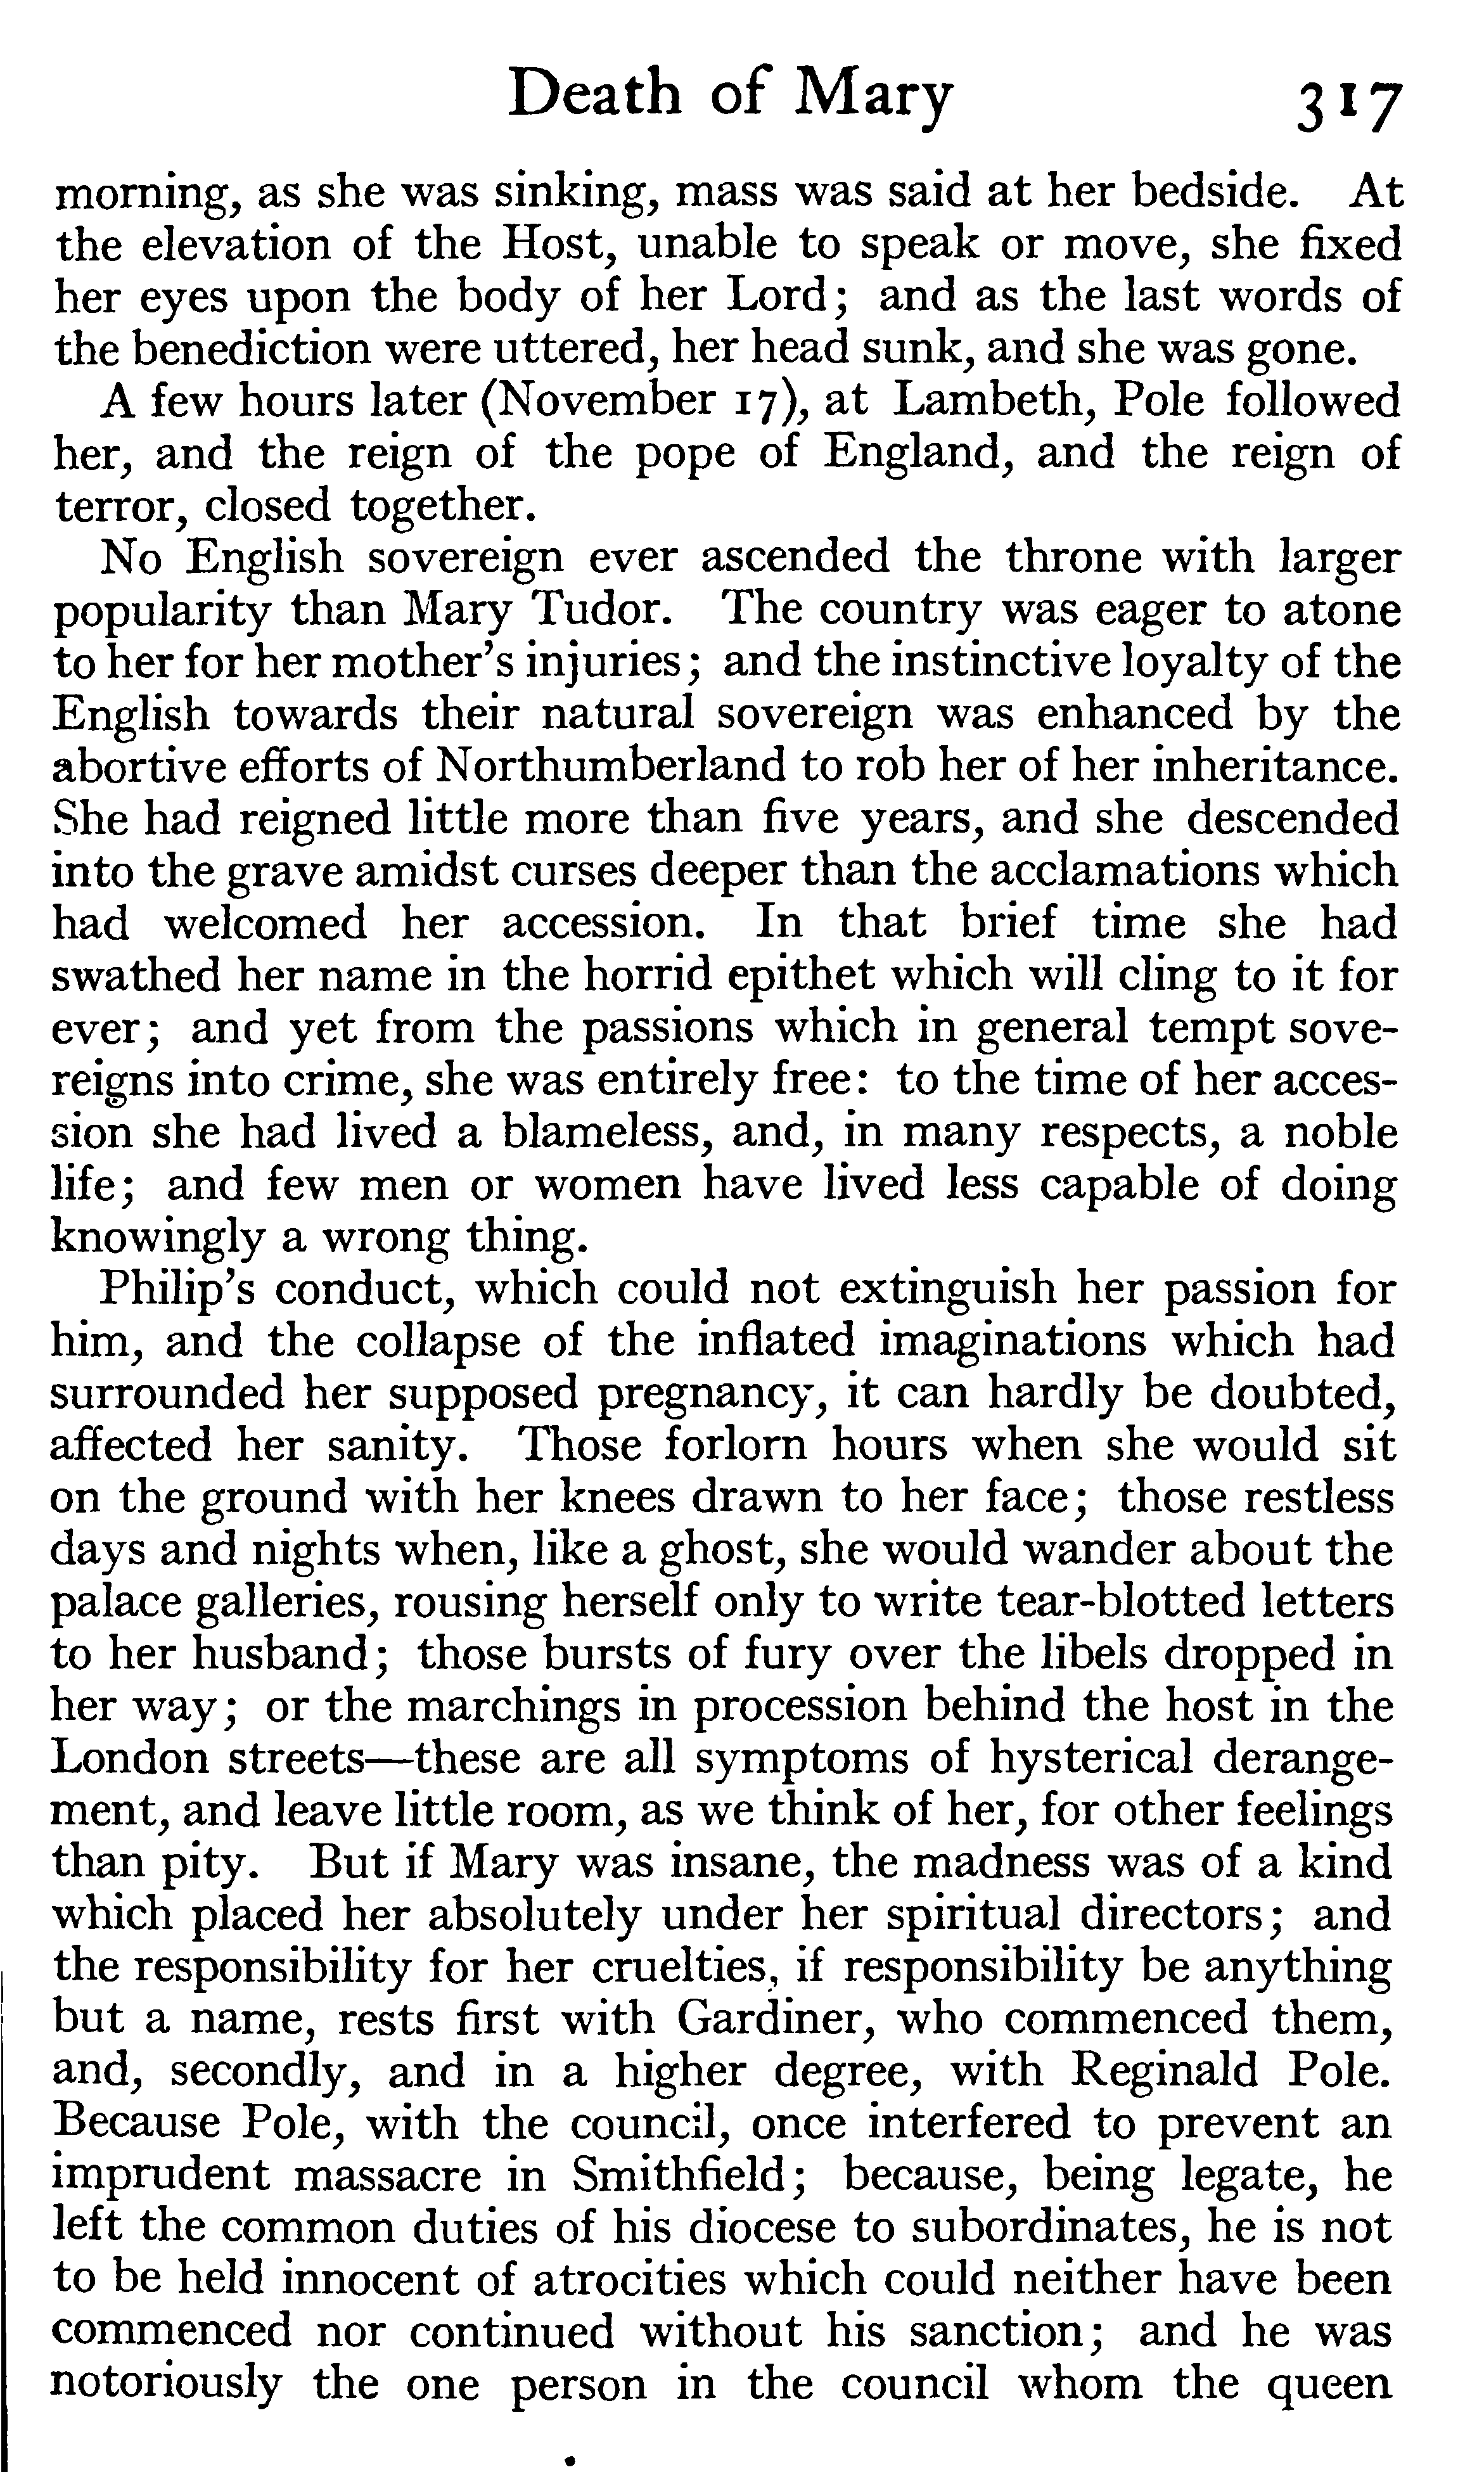 Death of Mary 317
morning, as she was sinking, mass was said at her bedside. At
the elevation of the Host, unable to speak or move, she fixed
her eyes upon the body of her Lord; and as the last words of
the benediction were uttered, her head sunk, and she was gone.
A few hours later (November 17), at Lambeth, Pole followed
her, and the reign of the pope of England, and the reign of
terror, closed together.
No English sovereign ever ascended the throne with larger
popularity than Mary Tudor. The country was eager to atone
to her for her mother's injuries; and the instinctive loyalty of the
English towards their natural sovereign was enhanced by the
abortive efforts of Northumberland to rob her of her inheritance.
She had reigned little more than five years, and she descended
into the grave amidst curses deeper than the acclamations which
had welcomed her accession. In that brief time she had
swathed her name in the horrid epithet which will cling to it for
ever; and yet from the passions which in general tempt sove-
reigns into crime, she was entirely free: to the time of her acces-
sion she had lived a blameless, and, in many respects, a noble
life; and few men or women have lived less capable of doing
knowingly a wrong thing.
Philip's conduct, which could not extinguish her passion for
him, and the collapse of the inflated imaginations which had
surrounded her supposed pregnancy, it can hardly be doubted,
affected her sanity. Those forlorn hours when she would sit
on the ground with her knees drawn to her face; those restless
days and nights when, like a ghost, she would wander about the
palace galleries, rousing herself only to write tear-blotted letters
to her husband; those bursts of fury over the libels dropped in
her way; or the marchings in procession behind the host in the
London streets—these are all symptoms of hysterical derange-
ment, and leave little room, as we think of her, for other feelings
than pity. But if Mary was insane, the madness was of a kind
which placed her absolutely under her spiritual directors; and
the responsibility for her cruelties, if responsibility be anything
but a name, rests first with Gardiner, who commenced them,
and, secondly, and in a higher degree, with Reginald Pole.
Because Pole, with the council, once interfered to prevent an
imprudent massacre in Smithfield; because, being legate, he
left the common duties of his diocese to subordinates, he is not
to be held innocent of atrocities which could neither have been
commenced nor continued without his sanction; and he was
notoriously the one person in the council whom the queen